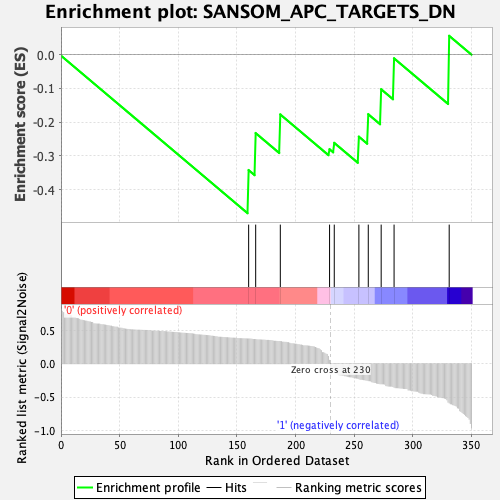 Enrichment plot: SANSOM_APC_TARGETS_DN
Enrichment score (ES)
0.0
-0.1
-0.2
-0.3
-0.4
'0' (positively correlated)
Ranked list metric (Signal2Noise)
0.5
0.0
-0.5
-1.0
Zero cross at 230
'1' (negatively correlated)
0 50 100 150 200 250 300 350
Rank in Ordered Dataset
Enrichment profile Hits Ranking metric scores